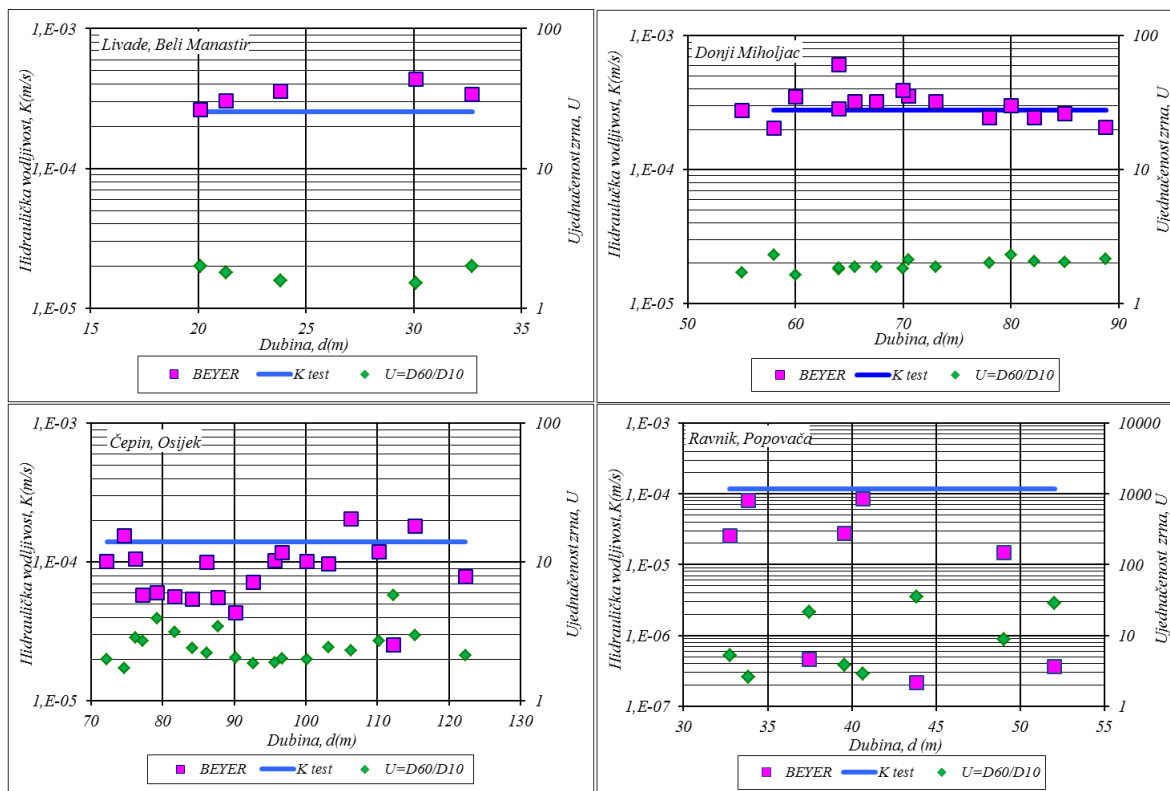 Livade, Beli Manastir
Hidraulička vodljivost, K(m/s)
1,E-03
1,E-04
1,E-05
100
10
1
Ujednačenost zrna, U
15 20 25 30 35
Dubina, d(m)
BEYER K test U=D60/D10
Donji Miholjac
Hidraulučka vodljivost, K(m/s)
1,E-03
1,E-04
1,E-05
100
10
1
Ujednačenost zrna, U
50 60 70 80 90
Dubina, d(m)
BEYER K test U=D60/D10
Čepin, Osijek
Hidraulička vodljivost, K(m/s)
1,E-03
1,E-04
1,E-05
100
10
1
Ujednačenost zrna, U
70 80 90 100 110 120 130
Dubina, d(m)
BEYER K test U=D60/D10
Ravnik, Popovača
Hidraulička vodljivost, K(m/s)
1,E-03
1,E-04
1,E-05
1,E-06
1,E-07
10000
1000
100
10
1
Ujednačenost zrna, U
30 35 40 45 50 55
Dubina, d (m)
BEYER K test U=D60/D10